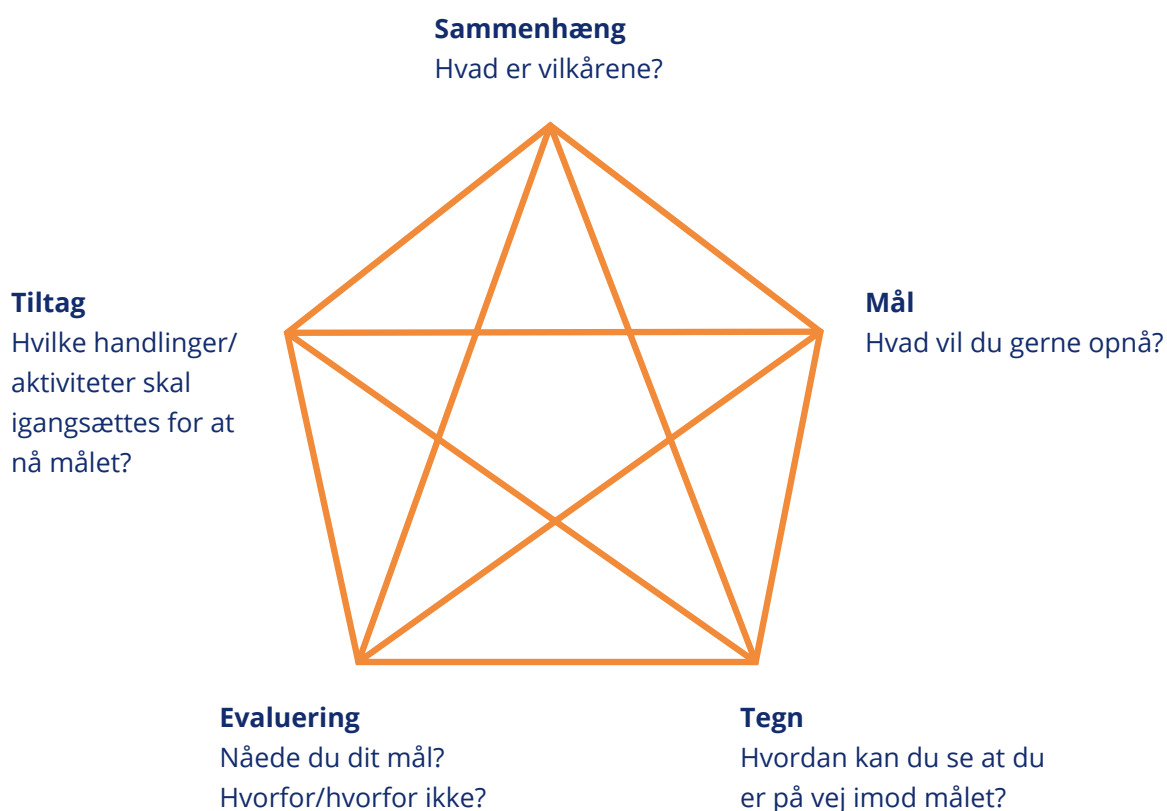 Sammenhæng
Hvad er vilkårene?
Tiltag
Hvilke handlinger/
aktiviteter skal
igangsættes for at
nå målet?
Mål
Hvad vil du gerne opnå?
Evaluering
Nåede du dit mål?
Hvorfor/hvorfor ikke?
Tegn
Hvordan kan du se at du
er på vej imod målet?